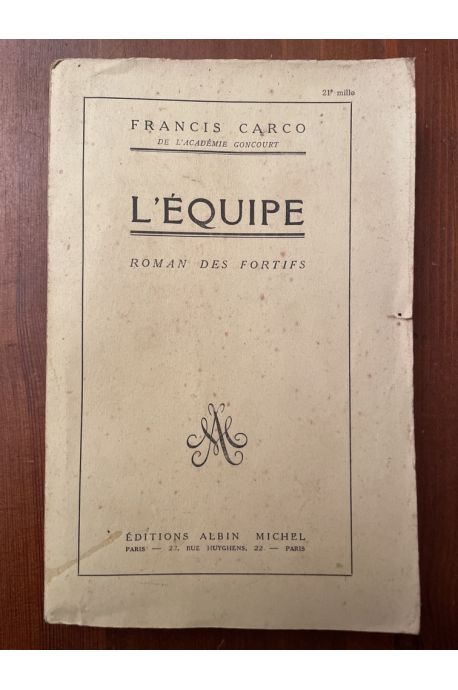 21e mille
FRANCIS CARCO
DE L'ACADÉMIE GONCOURT
L'ÉQUIPE
ROMAN DES FORTIFS
AM
ÉDITIONS ALBIN MICHEL
PARIS — 22, RUE HUYGHENS, 22 — PARIS